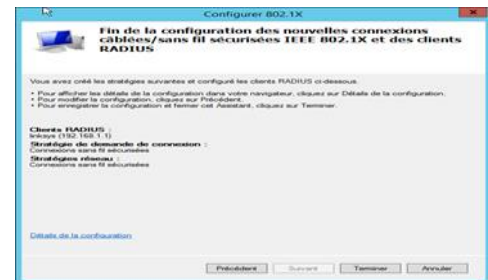 Configurer 802.1X
Fin de la configuration des nouvelles connexions
câblées/sans fil sécurisées IEEE 802.1X et des clients
RADIUS
Vous avez créé les stratégies suivantes et configuré les clients RADIUS ci-dessous.
• Pour afficher les détails de la configuration dans votre navigateur, cliquez sur Détails de la configuration.
• Pour modifier la configuration, cliquez sur Précédent.
• Pour enregistrer la configuration et fermer cet Assistant, cliquez sur Terminer.
Clients RADIUS :
linksys (192.168.1.1)
Stratégie de demande de connexion :
Connexions sans fil sécurisées
Stratégies réseau :
Connexions sans fil sécurisées
Détails de la configuration
Précédent
Suivant
Terminer
Annuler